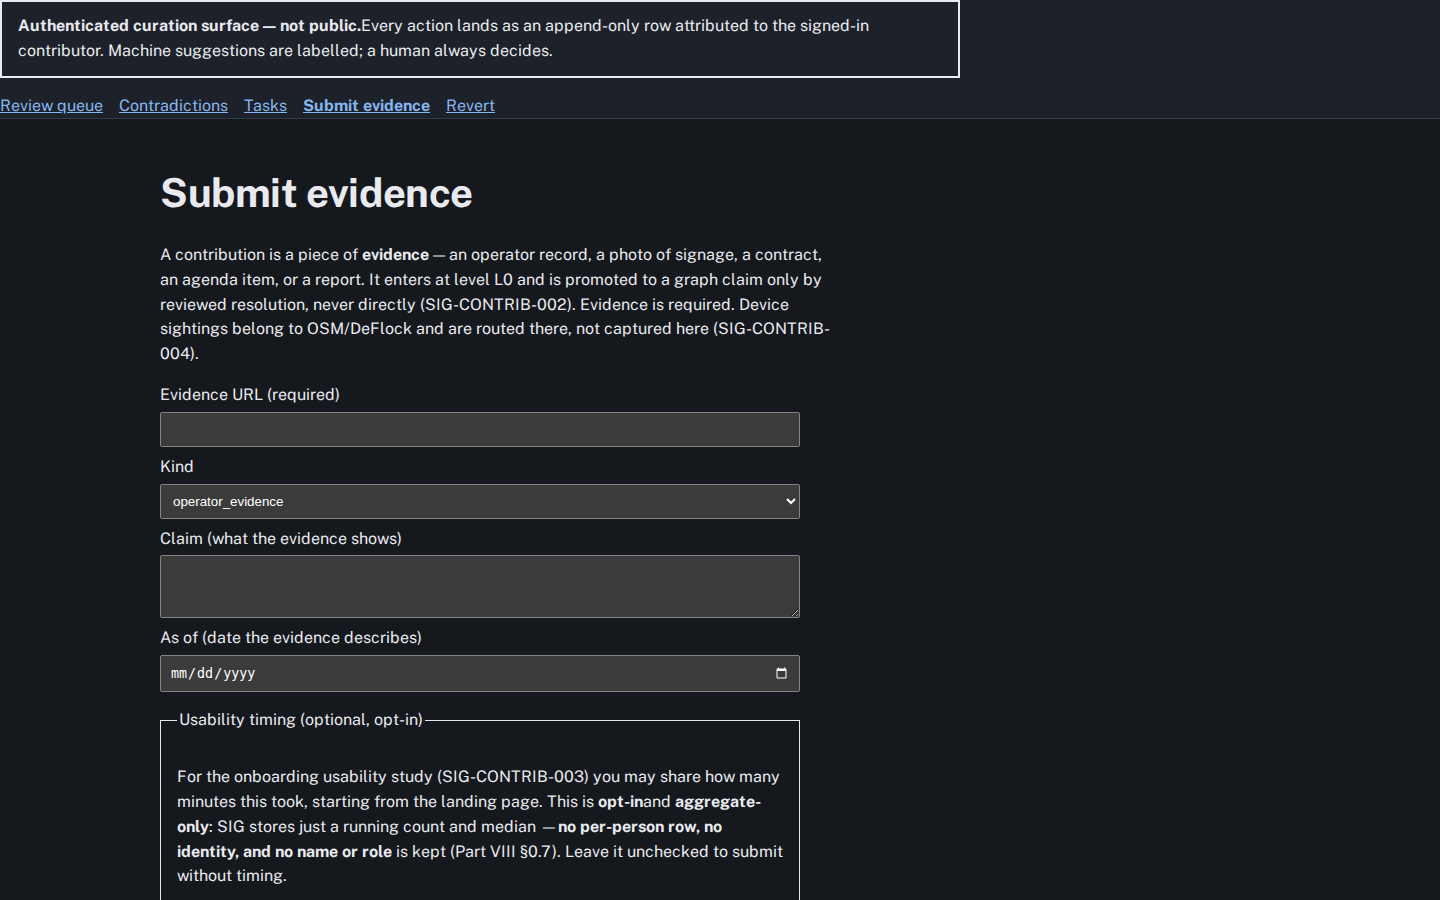 Authenticated curation surface — not public.Every action lands as an append-only row attributed to the signed-in
contributor. Machine suggestions are labelled; a human always decides.
Review queue Contradictions Tasks Submit evidence Revert
Submit evidence
A contribution is a piece of evidence — an operator record, a photo of signage, a contract,
an agenda item, or a report. It enters at level L0 and is promoted to a graph claim only by
reviewed resolution, never directly (SIG-CONTRIB-002). Evidence is required. Device
sightings belong to OSM/DeFlock and are routed there, not captured here (SIG-CONTRIB-
004).
Evidence URL (required)
Kind
operator_evidence
Claim (what the evidence shows)
As of (date the evidence describes)
mm/dd/yyyy
Usability timing (optional, opt-in)
For the onboarding usability study (SIG-CONTRIB-003) you may share how many
minutes this took, starting from the landing page. This is opt-inand aggregate-
only: SIG stores just a running count and median —no per-person row, no
identity, and no name or role is kept (Part VIII §0.7). Leave it unchecked to submit
without timing.